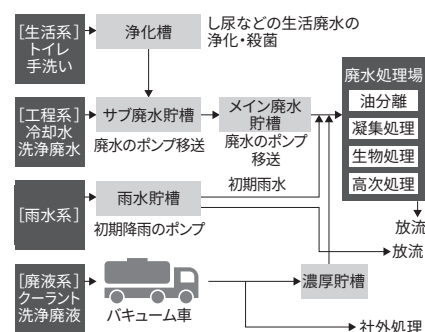 [生活系]
トイレ
手洗い
浄化槽
し尿などの生活廃水の
浄化・殺菌
[工程系]
冷却水
洗浄廃水
サブ廃水貯槽
廃水のポンプ移送
メイン廃水
貯槽
廃水のポンプ
移送
廃水処理場
油分離
凝集処理
生物処理
高次処理
放流
[雨水系]
雨水貯槽
初期降雨のポンプ
初期雨水
放流
[廃液系]
クーラント
洗浄廃液
バキューム車
濃厚貯槽
社外処理